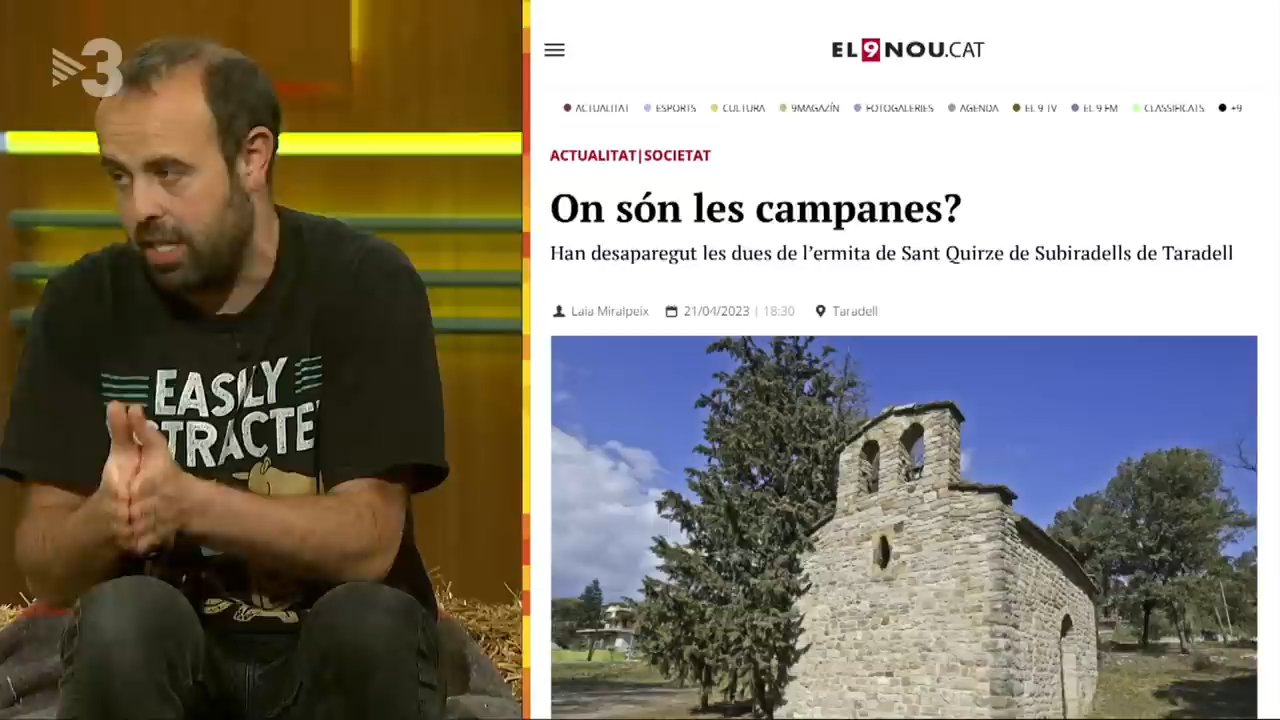 3
EASILY
EL9NOU.CAT
ACTUALITAT ESPORTS CULTURA 9MAGAZÍN FOTOGALERIES AGENDA EL 9 TV EL 9 FM CLASSIFICATS +9
ACTUALITAT|SOCIETAT
On són les campanes?
Han desaparegut les dues de l'ermita de Sant Quirze de Subiradells de Taradell
Laia Miralpeix 21/04/2023 | 18:30 Taradell